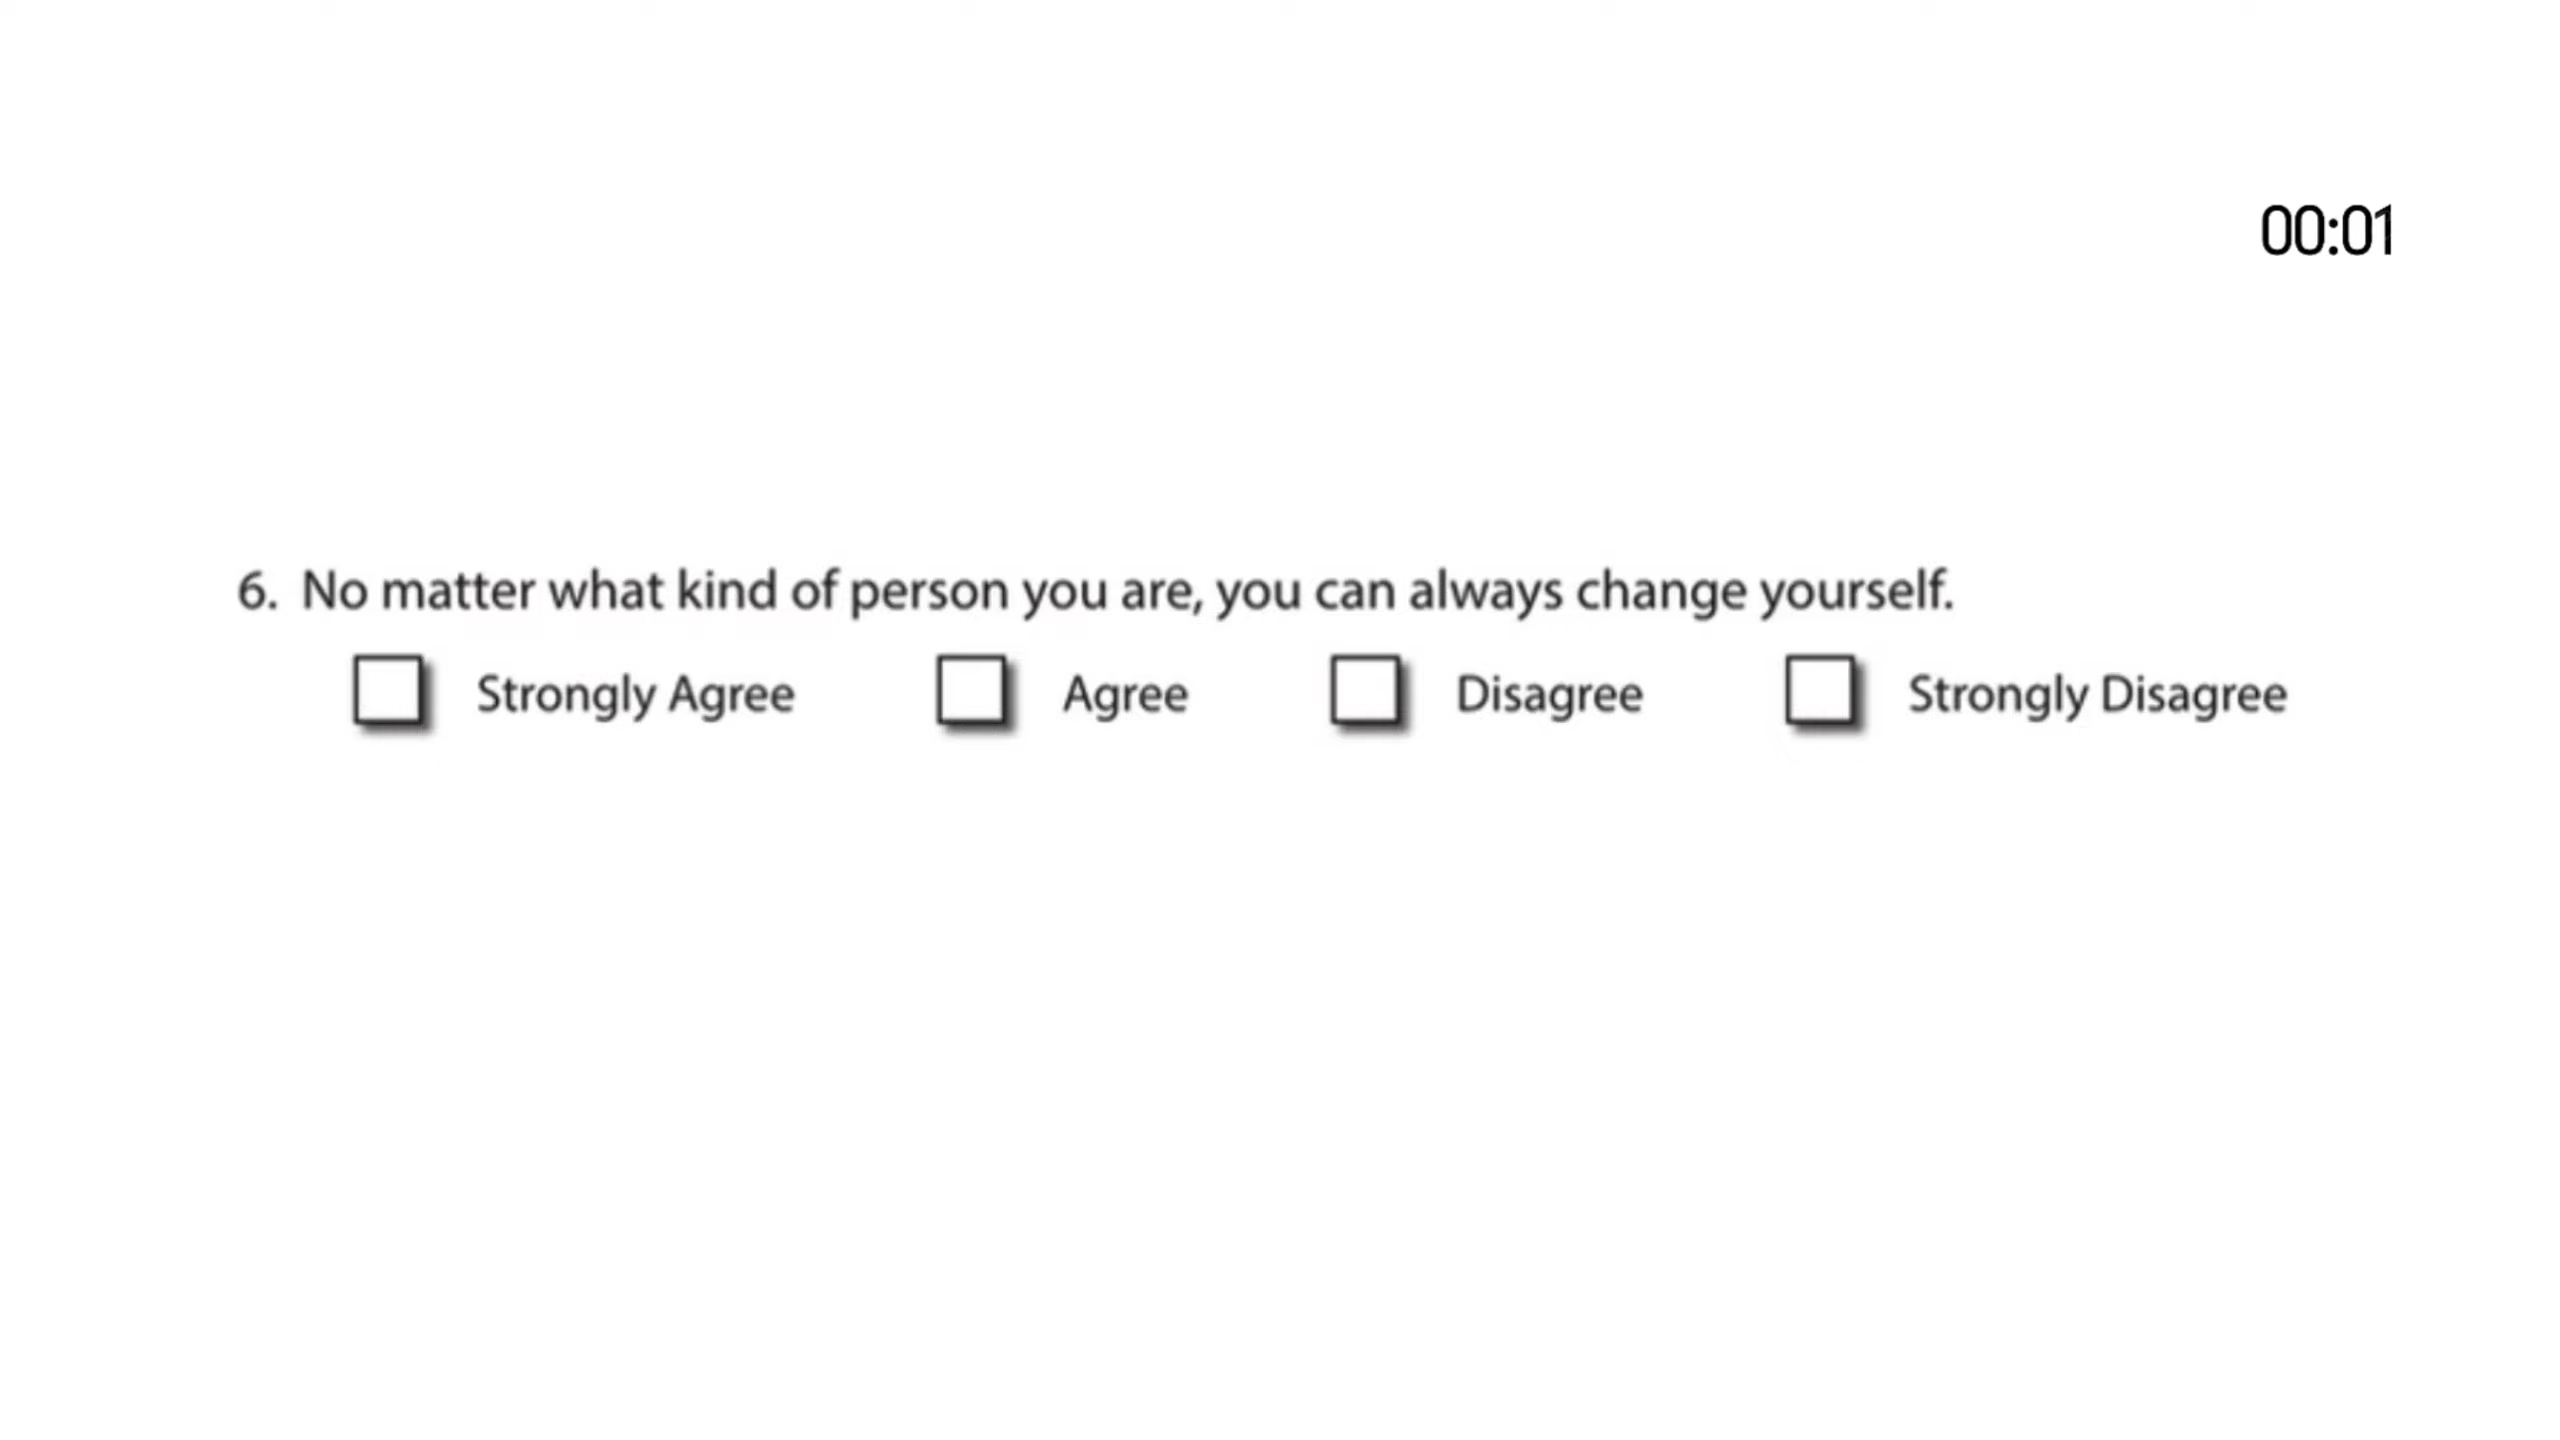 00:01
6. No matter what kind of person you are, you can always change yourself.
Strongly Agree Agree Disagree Strongly Disagree